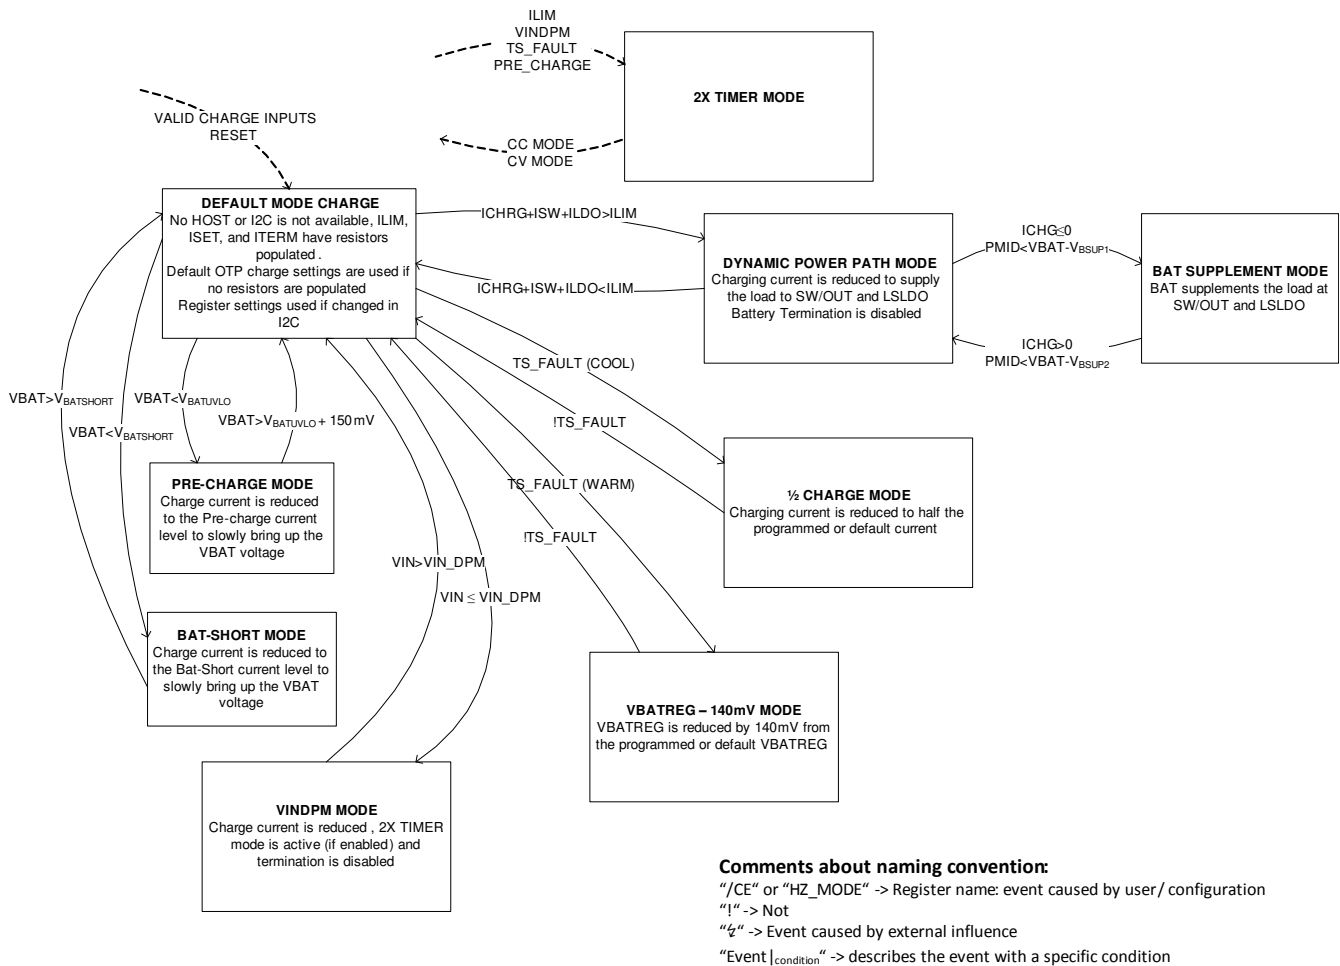 ILIM
VINDPM
TS_FAULT
PRE_CHARGE
2X TIMER MODE
VALID CHARGE INPUTS
RESET
CC MODE
CV MODE
DEFAULT MODE CHARGE
No HOST or I2C is not available, ILIM,
ISET, and ITERM have resistors
populated .
Default OTP charge settings are used if
no resistors are populated
Register settings used if changed in
I2C
ICHRG+ISW+ILDO>ILIM
ICHRG+ISW+ILDO<ILIM
DYNAMIC POWER PATH MODE
Charging current is reduced to supply
the load to SW/OUT and LSLDO
Battery Termination is disabled
ICHG≤0
PMID<VBAT-VBSUP1
BAT SUPPLEMENT MODE
BAT supplements the load at
SW/OUT and LSLDO
ICHG>0
PMID<VBAT-VBSUP2
VBAT>VBATSHORT
VBAT<VBATUVLO
VBAT>VBATUVLO + 150mV
VBAT<VBATSHORT
TS_FAULT (COOL)
!TS_FAULT
PRE-CHARGE MODE
Charge current is reduced
to the Pre-charge current
level to slowly bring up the
VBAT voltage
TS_FAULT (WARM)
!TS_FAULT
½ CHARGE MODE
Charging current is reduced to half the
programmed or default current
VIN>VIN_DPM
VIN ≤ VIN_DPM
BAT-SHORT MODE
Charge current is reduced to
the Bat-Short current level to
slowly bring up the VBAT
voltage
VBATREG – 140mV MODE
VBATREG is reduced by 140mV from
the programmed or default VBATREG
VINDPM MODE
Charge current is reduced , 2X TIMER
mode is active (if enabled) and
termination is disabled
Comments about naming convention:
“/CE“ or “HZ_MODE“ -> Register name: event caused by user/ configuration
“!“ -> Not
“↯“ -> Event caused by external influence
“Event|condition“ -> describes the event with a specific condition